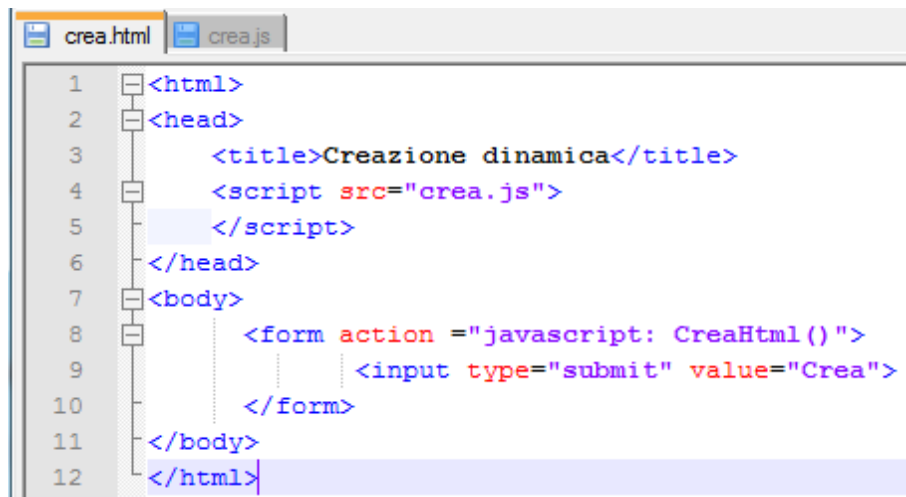 crea.html crea.js
1 <html>
2 <head>
3 <title>Creazione dinamica</title>
4 <script src="crea.js">
5 </script>
6 </head>
7 <body>
8 <form action ="javascript: CreaHtml()">
9 <input type="submit" value="Crea">
10 </form>
11 </body>
12 </html>